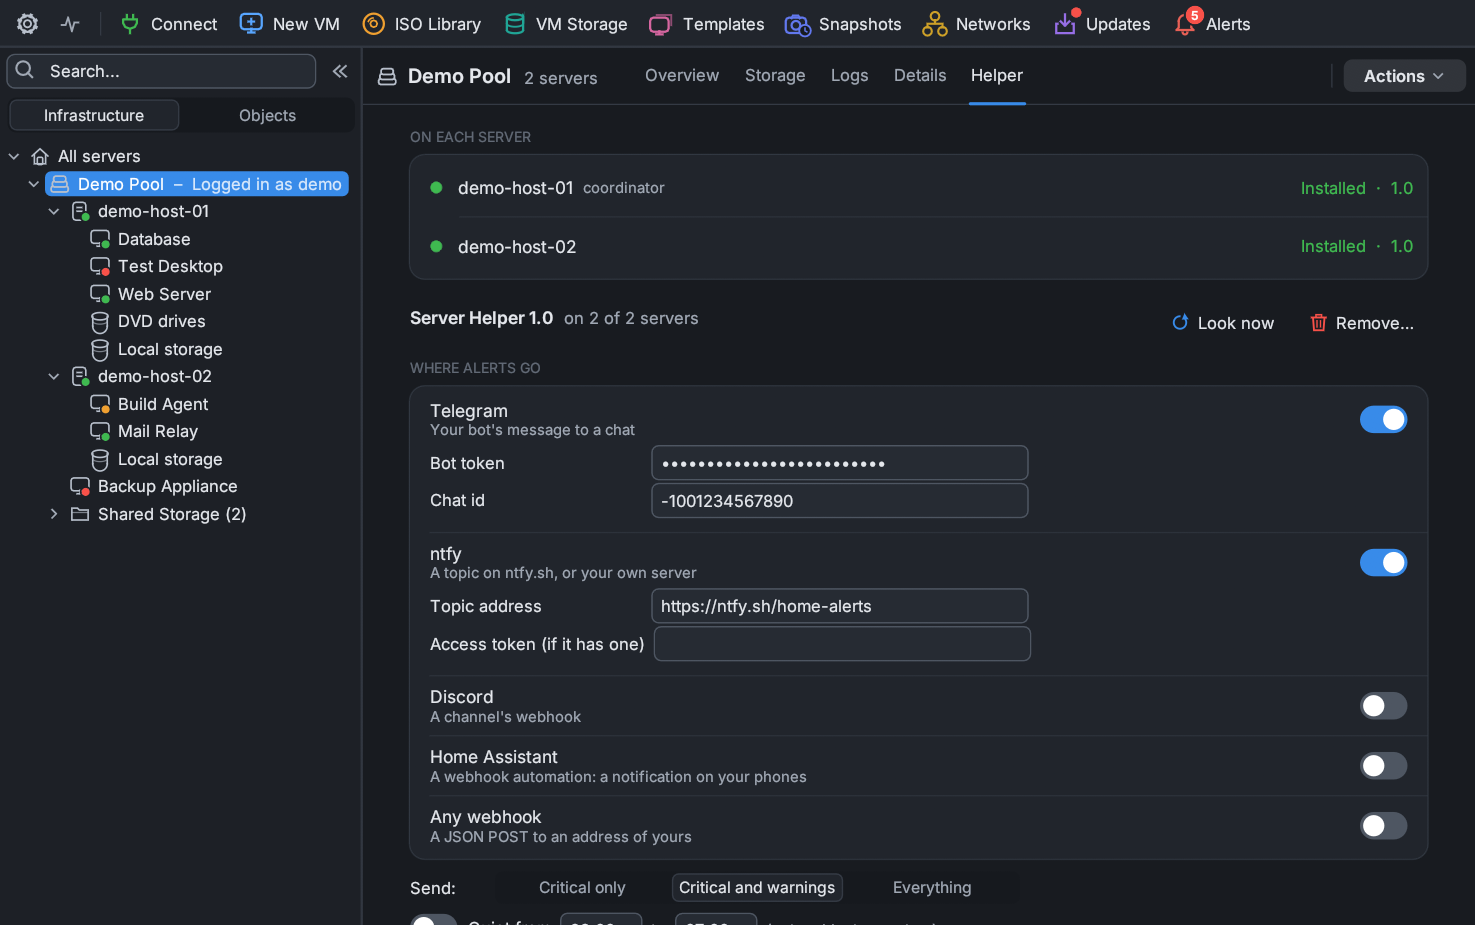 Connect
New VM
ISO Library
VM Storage
Templates
Snapshots
Networks
Updates
5
Alerts
Search...
Infrastructure
Objects
All servers
Demo Pool – Logged in as demo
demo-host-01
Database
Test Desktop
Web Server
DVD drives
Local storage
demo-host-02
Build Agent
Mail Relay
Local storage
Backup Appliance
Shared Storage (2)
Demo Pool 2 servers
Overview
Storage
Logs
Details
Helper
Actions
ON EACH SERVER
demo-host-01 coordinator
Installed · 1.0
demo-host-02
Installed · 1.0
Server Helper 1.0 on 2 of 2 servers
Look now
Remove...
WHERE ALERTS GO
Telegram
Your bot's message to a chat
Bot token
•••••••••••••••••••••••••
Chat id
-1001234567890
ntfy
A topic on ntfy.sh, or your own server
Topic address
https://ntfy.sh/home-alerts
Access token (if it has one)
Discord
A channel's webhook
Home Assistant
A webhook automation: a notification on your phones
Any webhook
A JSON POST to an address of yours
Send:
Critical only
Critical and warnings
Everything